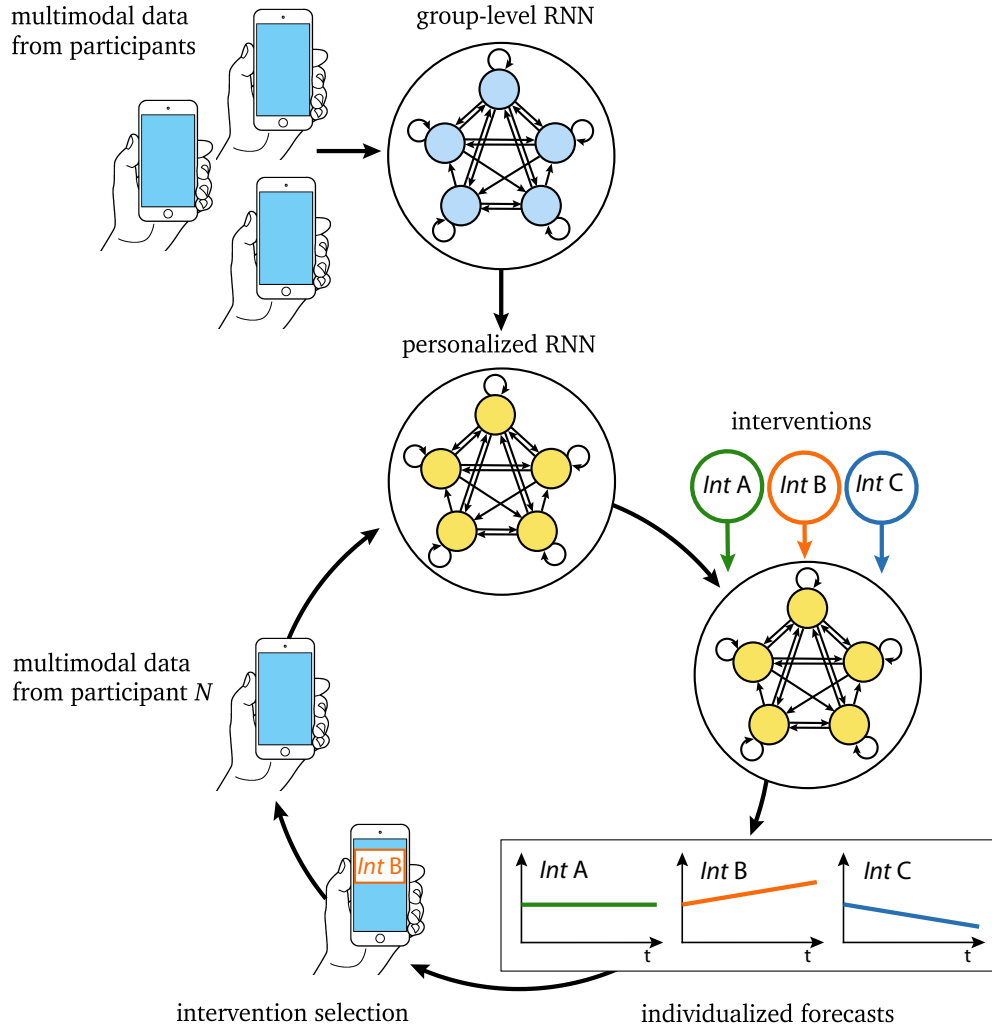 multimodal data
from participants
group-level RNN
personalized RNN
interventions
Int A
Int B
Int C
multimodal data
from participant N
Int B
Int A
Int B
Int C
t
t
t
intervention selection
individualized forecasts